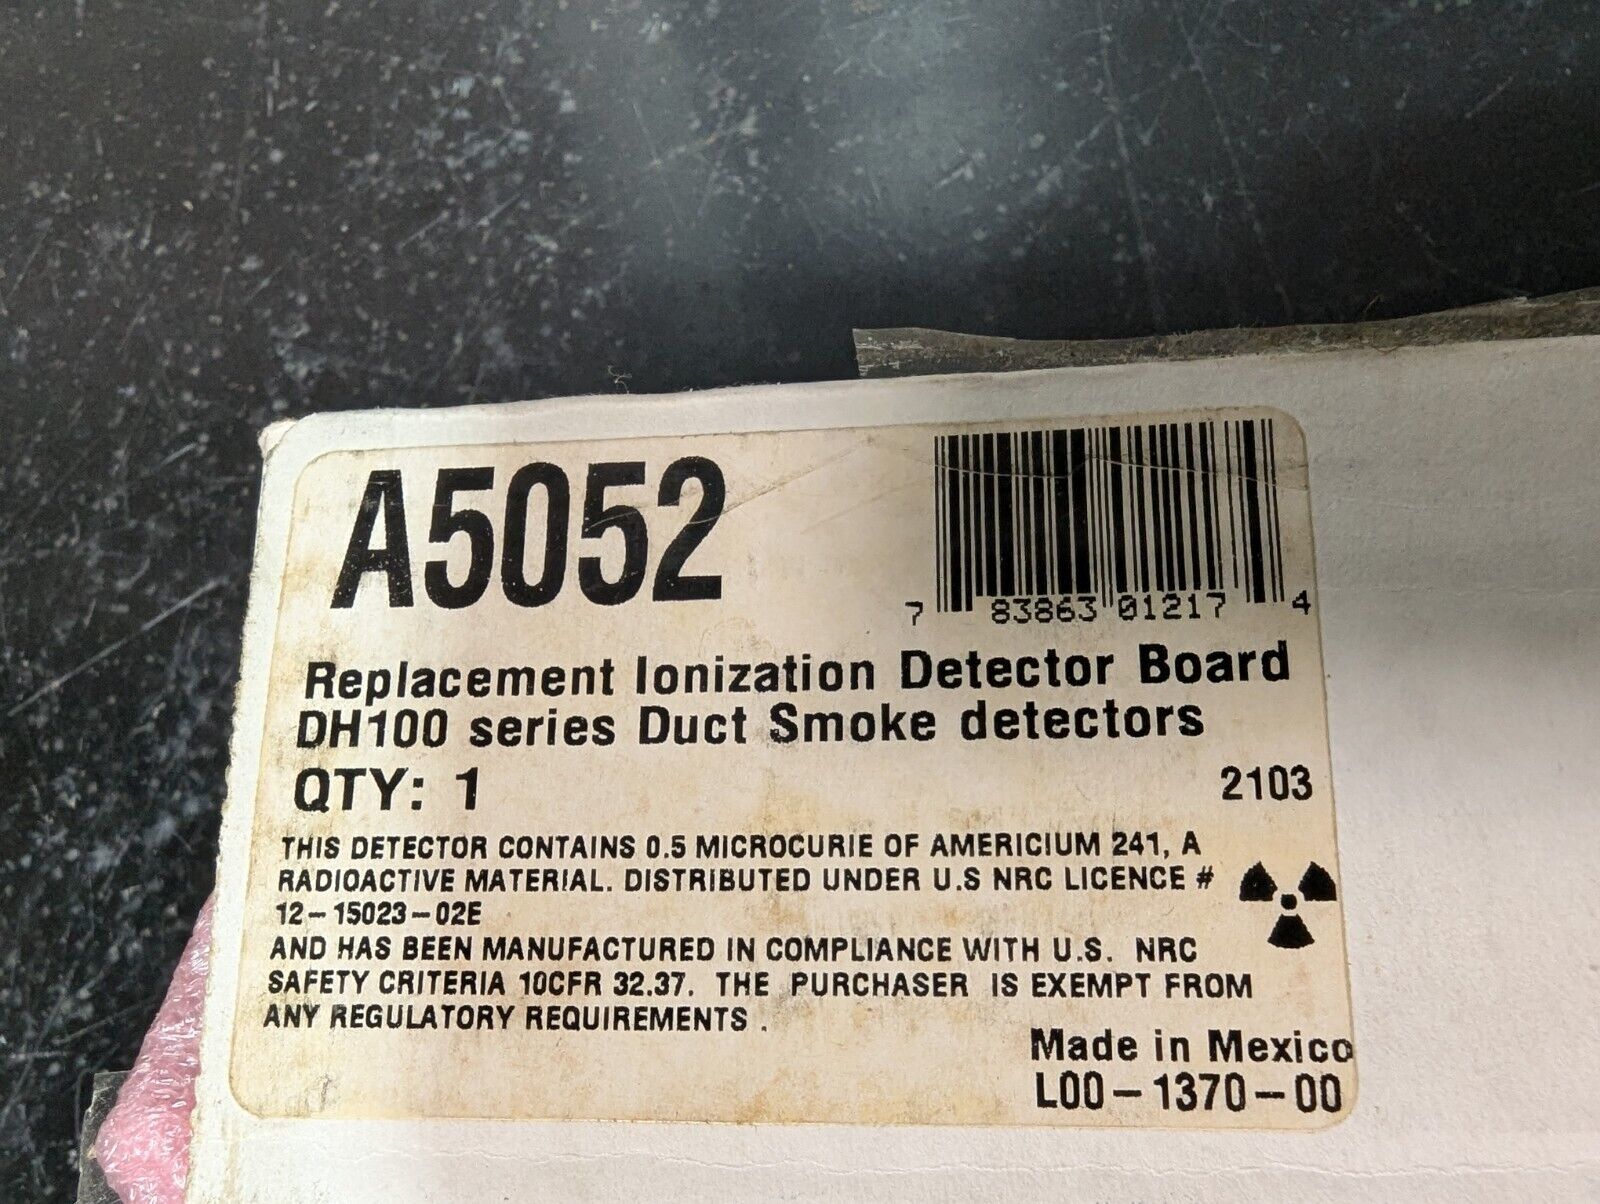 A5052
7 83863 01217 4
Replacement Ionization Detector Board
DH100 series Duct Smoke detectors
QTY: 1
2103
THIS DETECTOR CONTAINS 0.5 MICROCURIE OF AMERICIUM 241, A
RADIOACTIVE MATERIAL. DISTRIBUTED UNDER U.S NRC LICENCE #
12-15023-02E
AND HAS BEEN MANUFACTURED IN COMPLIANCE WITH U.S. NRC
SAFETY CRITERIA 10CFR 32.37. THE PURCHASER IS EXEMPT FROM
ANY REGULATORY REQUIREMENTS .
Made in Mexico
L00-1370-00